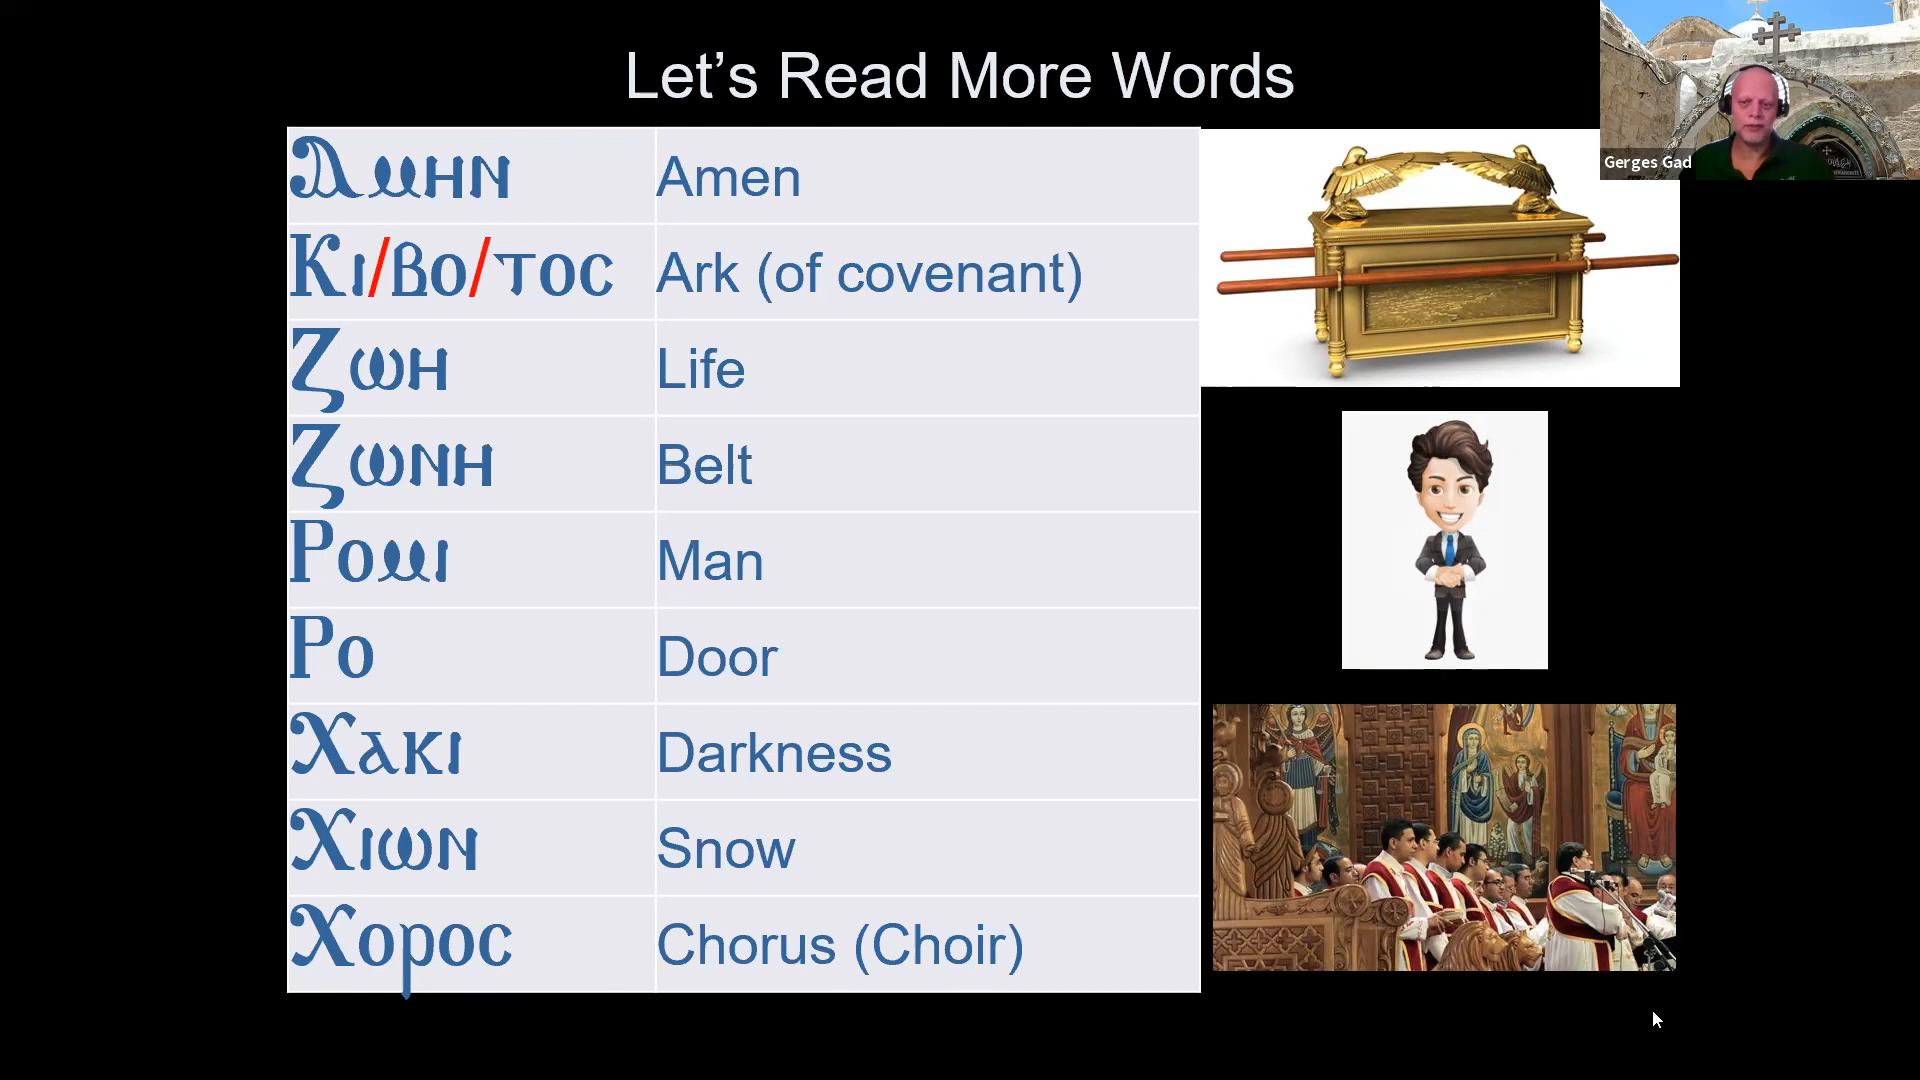 Let’s Read More Words
Gerges Gad
Ⲁⲙⲏⲛ Amen
Ⲕⲓ/ⲃⲟ/ⲧⲟⲥ Ark (of covenant)
Ⲍⲱⲏ Life
Ⲍⲱⲛⲏ Belt
Ⲣⲟⲙⲓ Man
Ⲣⲟ Door
Ⲭⲁⲕⲓ Darkness
Ⲭⲓⲱⲛ Snow
Ⲭⲟⲣⲟⲥ Chorus (Choir)